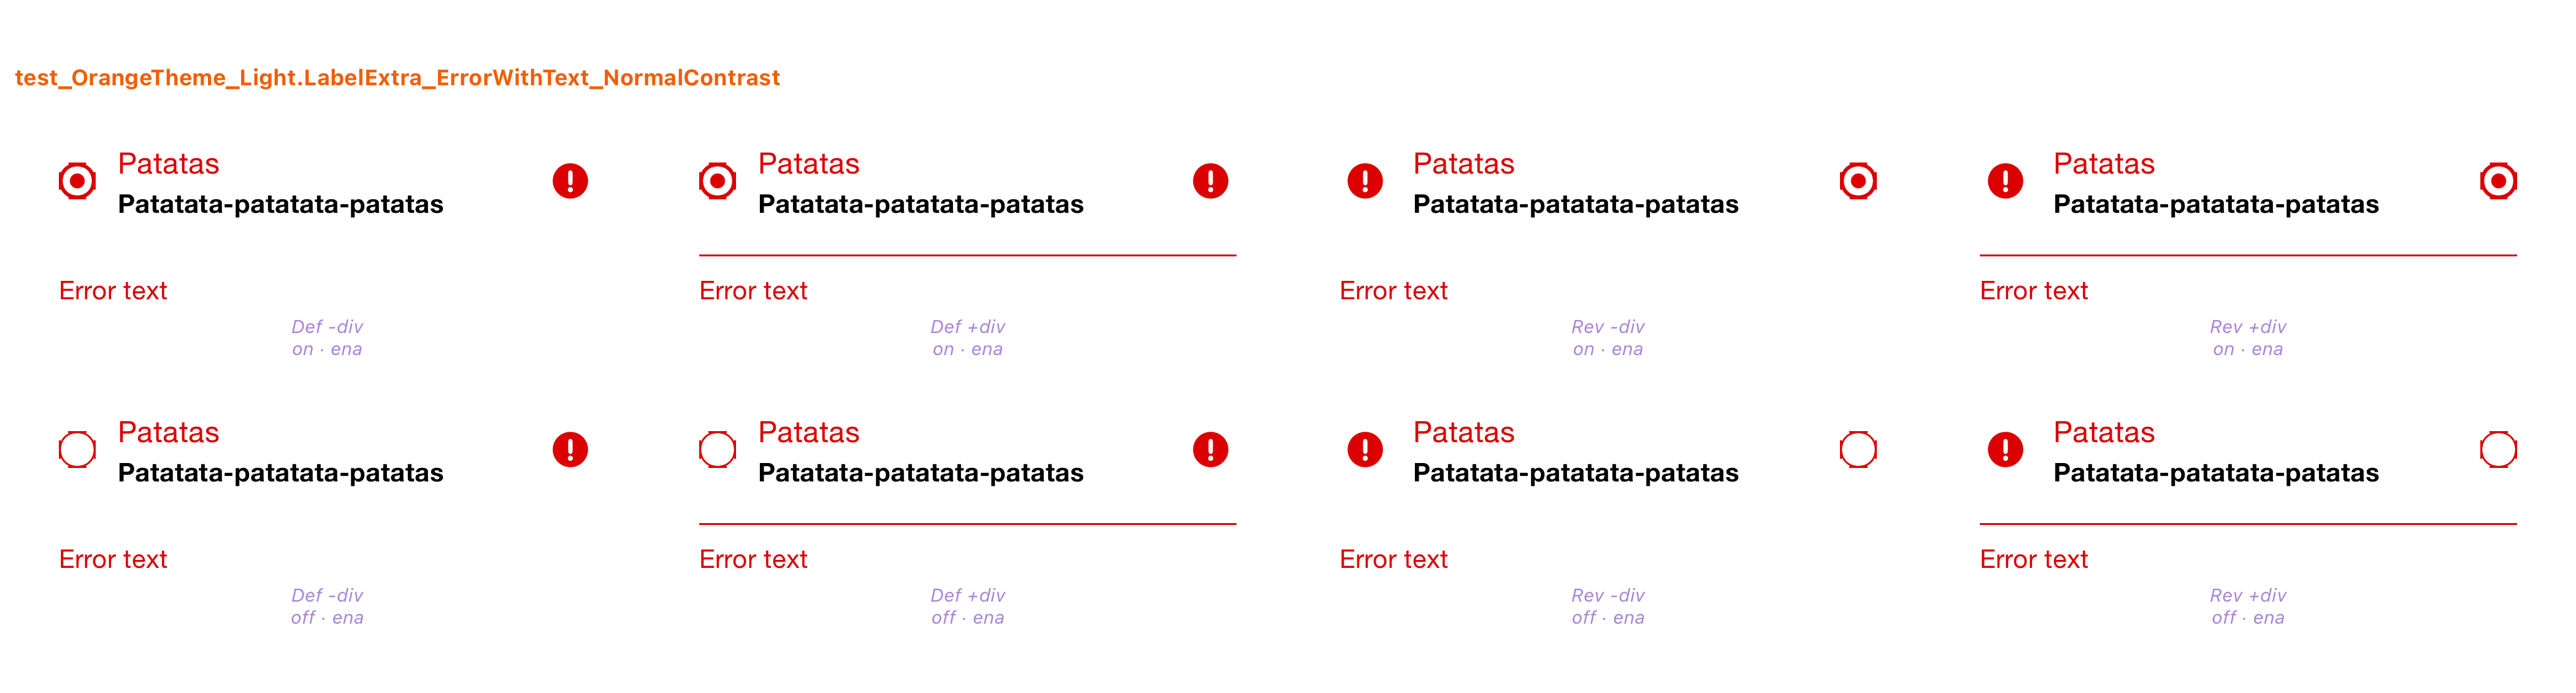 test_OrangeTheme_Light.LabelExtra_ErrorWithText_NormalContrast
Patatas
Patatata-patatata-patatas
Error text
Def -div
on · ena
Patatas
Patatata-patatata-patatas
Error text
Def +div
on · ena
Patatas
Patatata-patatata-patatas
Error text
Rev -div
on · ena
Patatas
Patatata-patatata-patatas
Error text
Rev +div
on · ena
Patatas
Patatata-patatata-patatas
Error text
Def -div
off · ena
Patatas
Patatata-patatata-patatas
Error text
Def +div
off · ena
Patatas
Patatata-patatata-patatas
Error text
Rev -div
off · ena
Patatas
Patatata-patatata-patatas
Error text
Rev +div
off · ena